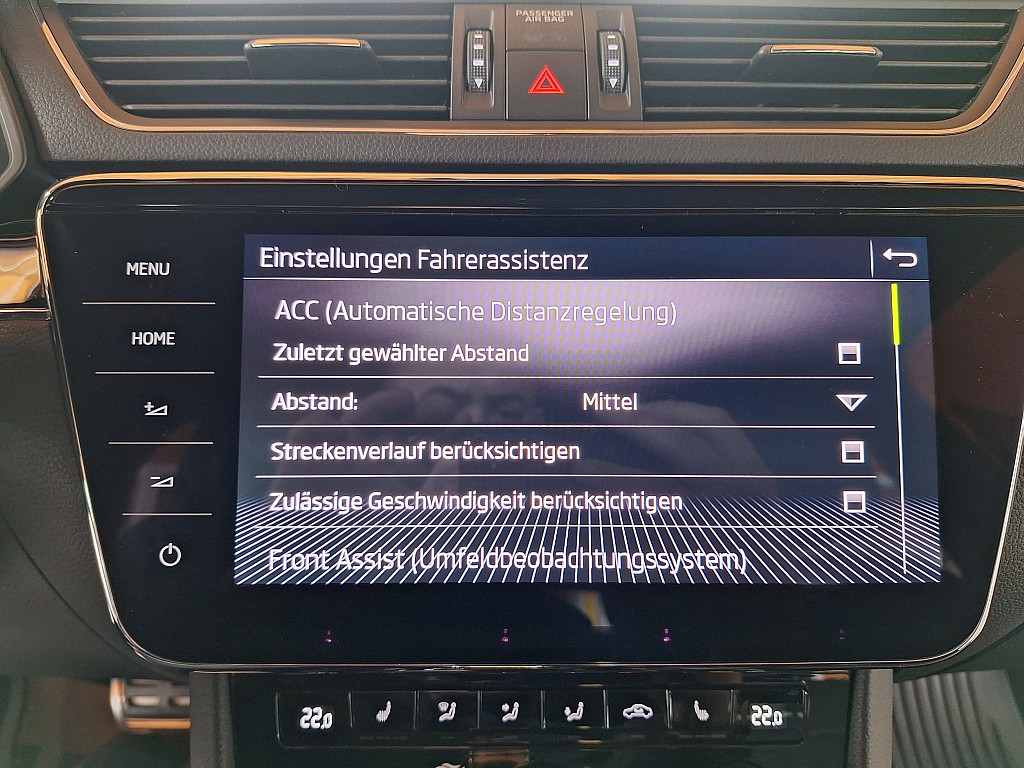 PASSENGER
AIR BAG
Einstellungen Fahrerassistenz
MENU
ACC (Automatische Distanzregelung)
HOME
Zuletzt gewählter Abstand
Abstand: Mittel
Streckenverlauf berücksichtigen
Zulässige Geschwindigkeit berücksichtigen
Front Assist (Umfeldbeobachtungssystem)
22,0 22,0